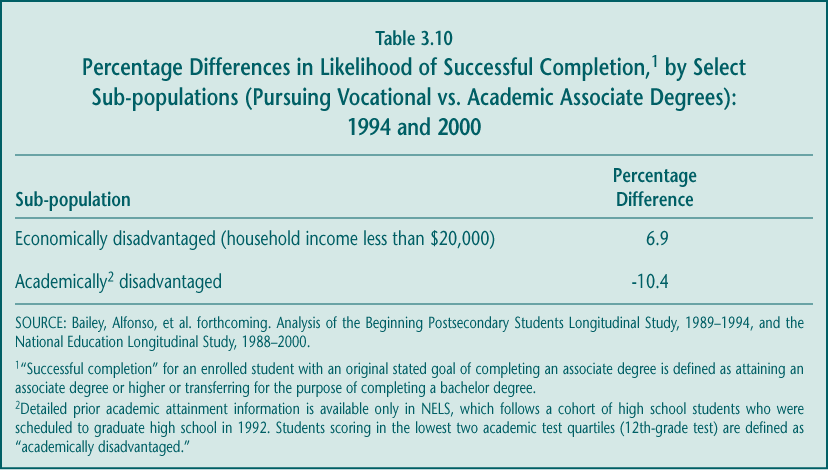 Table 3.10
Percentage Differences in Likelihood of Successful Completion,¹ by Select
Sub-populations (Pursuing Vocational vs. Academic Associate Degrees):
1994 and 2000
Percentage
Sub-population Difference
Economically disadvantaged (household income less than $20,000) 6.9
Academically² disadvantaged -10.4
SOURCE: Bailey, Alfonso, et al. forthcoming. Analysis of the Beginning Postsecondary Students Longitudinal Study, 1989–1994, and the
National Education Longitudinal Study, 1988–2000.
¹“Successful completion” for an enrolled student with an original stated goal of completing an associate degree is defined as attaining an
associate degree or higher or transferring for the purpose of completing a bachelor degree.
²Detailed prior academic attainment information is available only in NELS, which follows a cohort of high school students who were
scheduled to graduate high school in 1992. Students scoring in the lowest two academic test quartiles (12th-grade test) are defined as
“academically disadvantaged.”